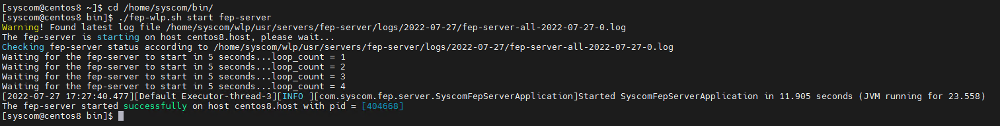 [syscom@centos8 ~]$ cd /home/syscom/bin/
[syscom@centos8 bin]$ ./fep-wlp.sh start fep-server
Warning! Found latest log file /home/syscom/wlp/usr/servers/fep-server/logs/2022-07-27/fep-server-all-2022-07-27-0.log
The fep-server is starting on host centos8.host, please wait...
Checking fep-server status according to /home/syscom/wlp/usr/servers/fep-server/logs/2022-07-27/fep-server-all-2022-07-27-0.log
Waiting for the fep-server to start in 5 seconds...loop_count = 1
Waiting for the fep-server to start in 5 seconds...loop_count = 2
Waiting for the fep-server to start in 5 seconds...loop_count = 3
Waiting for the fep-server to start in 5 seconds...loop_count = 4
[2022-07-27 17:27:40.477][Default Executor-thread-3][INFO ][com.syscom.fep.server.SyscomFepServerApplication]Started SyscomFepServerApplication in 11.905 seconds (JVM running for 23.558)
The fep-server started successfully on host centos8.host with pid = [404668]
[syscom@centos8 bin]$